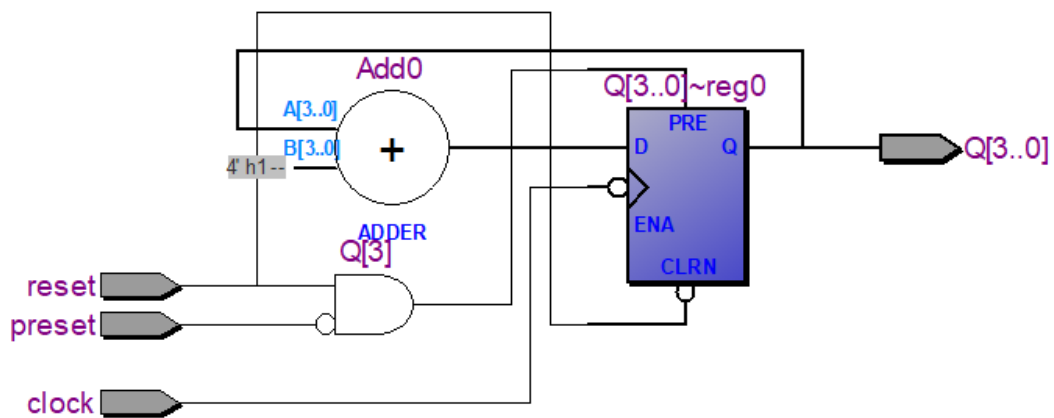 Add0
Q[3..0]~reg0
A[3..0]
B[3..0]
4' h1--
+
PRE
D
Q
Q[3..0]
ENA
ADDER
Q[3]
CLRN
reset
preset
clock